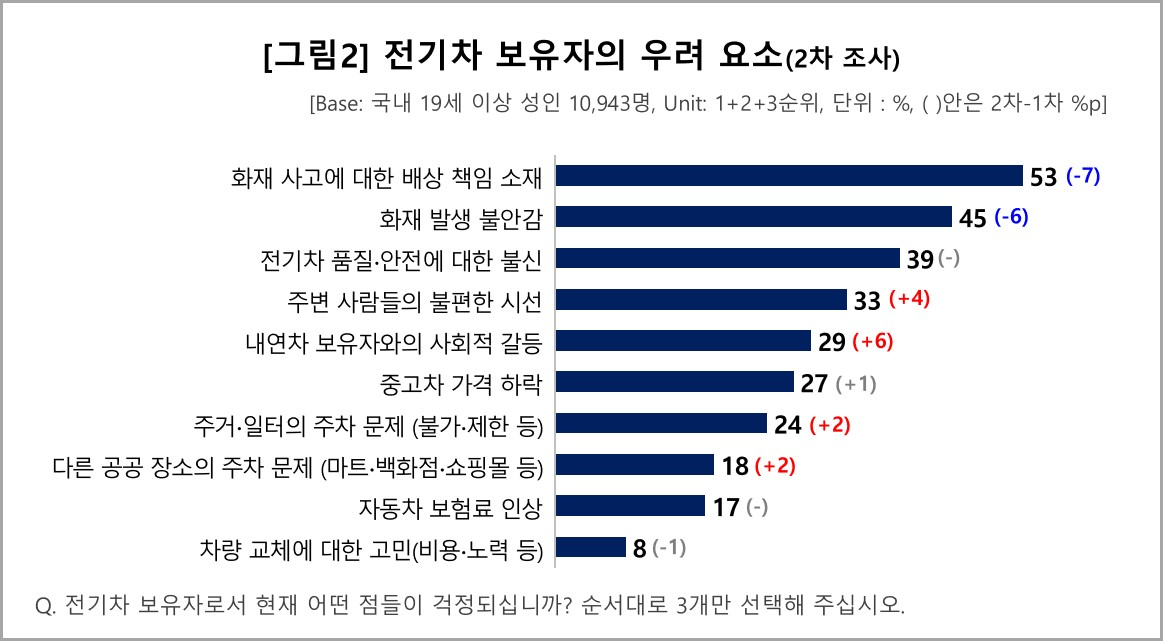 [그림2] 전기차 보유자의 우려 요소(2차 조사)
[Base: 국내 19세 이상 성인 10,943명, Unit: 1+2+3순위, 단위 : %, ( )안은 2차-1차 %p]
화재 사고에 대한 배상 책임 소재 53 (-7)
화재 발생 불안감 45 (-6)
전기차 품질·안전에 대한 불신 39 (-)
주변 사람들의 불편한 시선 33 (+4)
내연차 보유자와의 사회적 갈등 29 (+6)
중고차 가격 하락 27 (+1)
주거·일터의 주차 문제 (불가·제한 등) 24 (+2)
다른 공공 장소의 주차 문제 (마트·백화점·쇼핑몰 등) 18 (+2)
자동차 보험료 인상 17 (-)
차량 교체에 대한 고민(비용·노력 등) 8 (-1)
Q. 전기차 보유자로서 현재 어떤 점들이 걱정되십니까? 순서대로 3개만 선택해 주십시오.